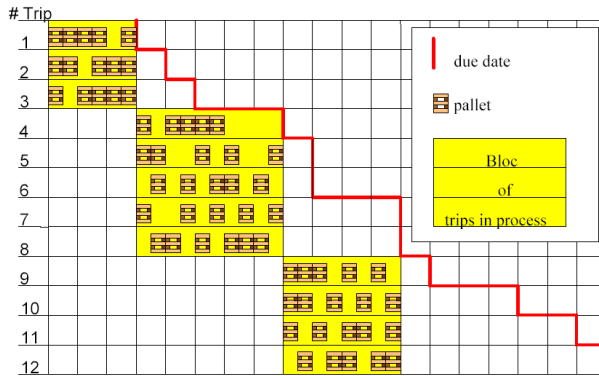 # Trip
1
2
3
4
5
6
7
8
9
10
11
12
due date
pallet
Bloc
of
trips in process